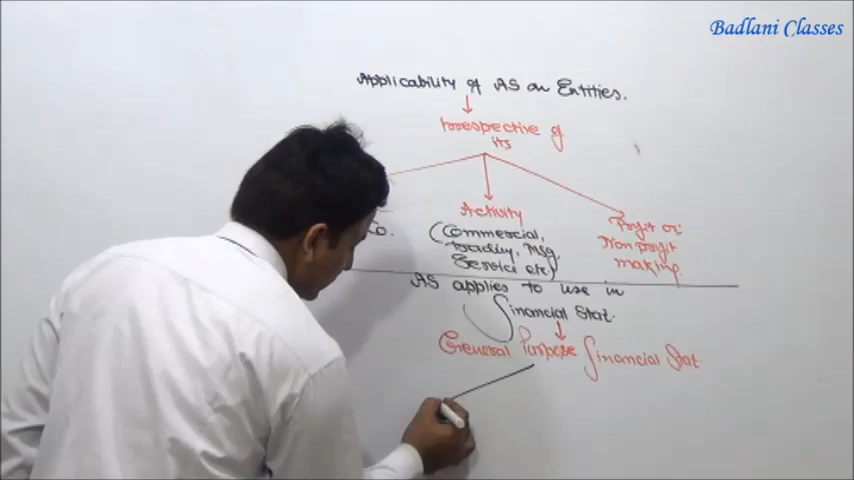 Badlani Classes
Applicability of AS on Entities.
Irrespective of
its
Co.
Activity
(Commercial,
Trading, Mfg,
Service etc)
Profit or
Non profit
making.
AS applies to use in
Financial Stat.
General Purpose Financial Stat.